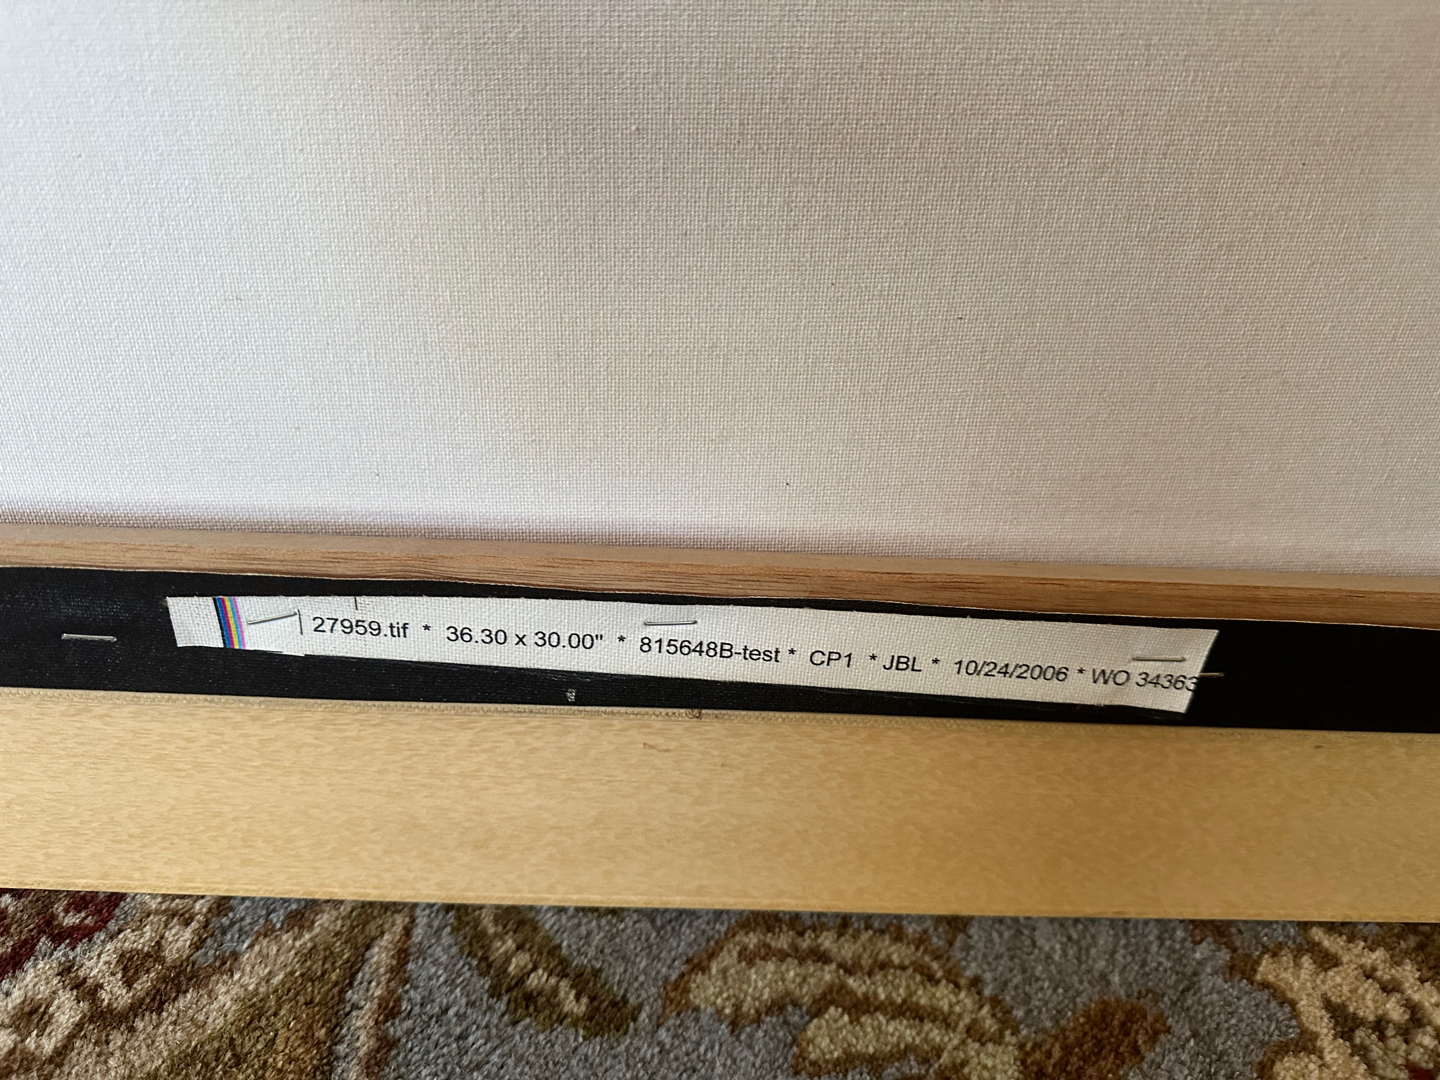 27959.tif * 36.30 x 30.00" * 815648B-test * CP1 * JBL * 10/24/2006 * WO 34363